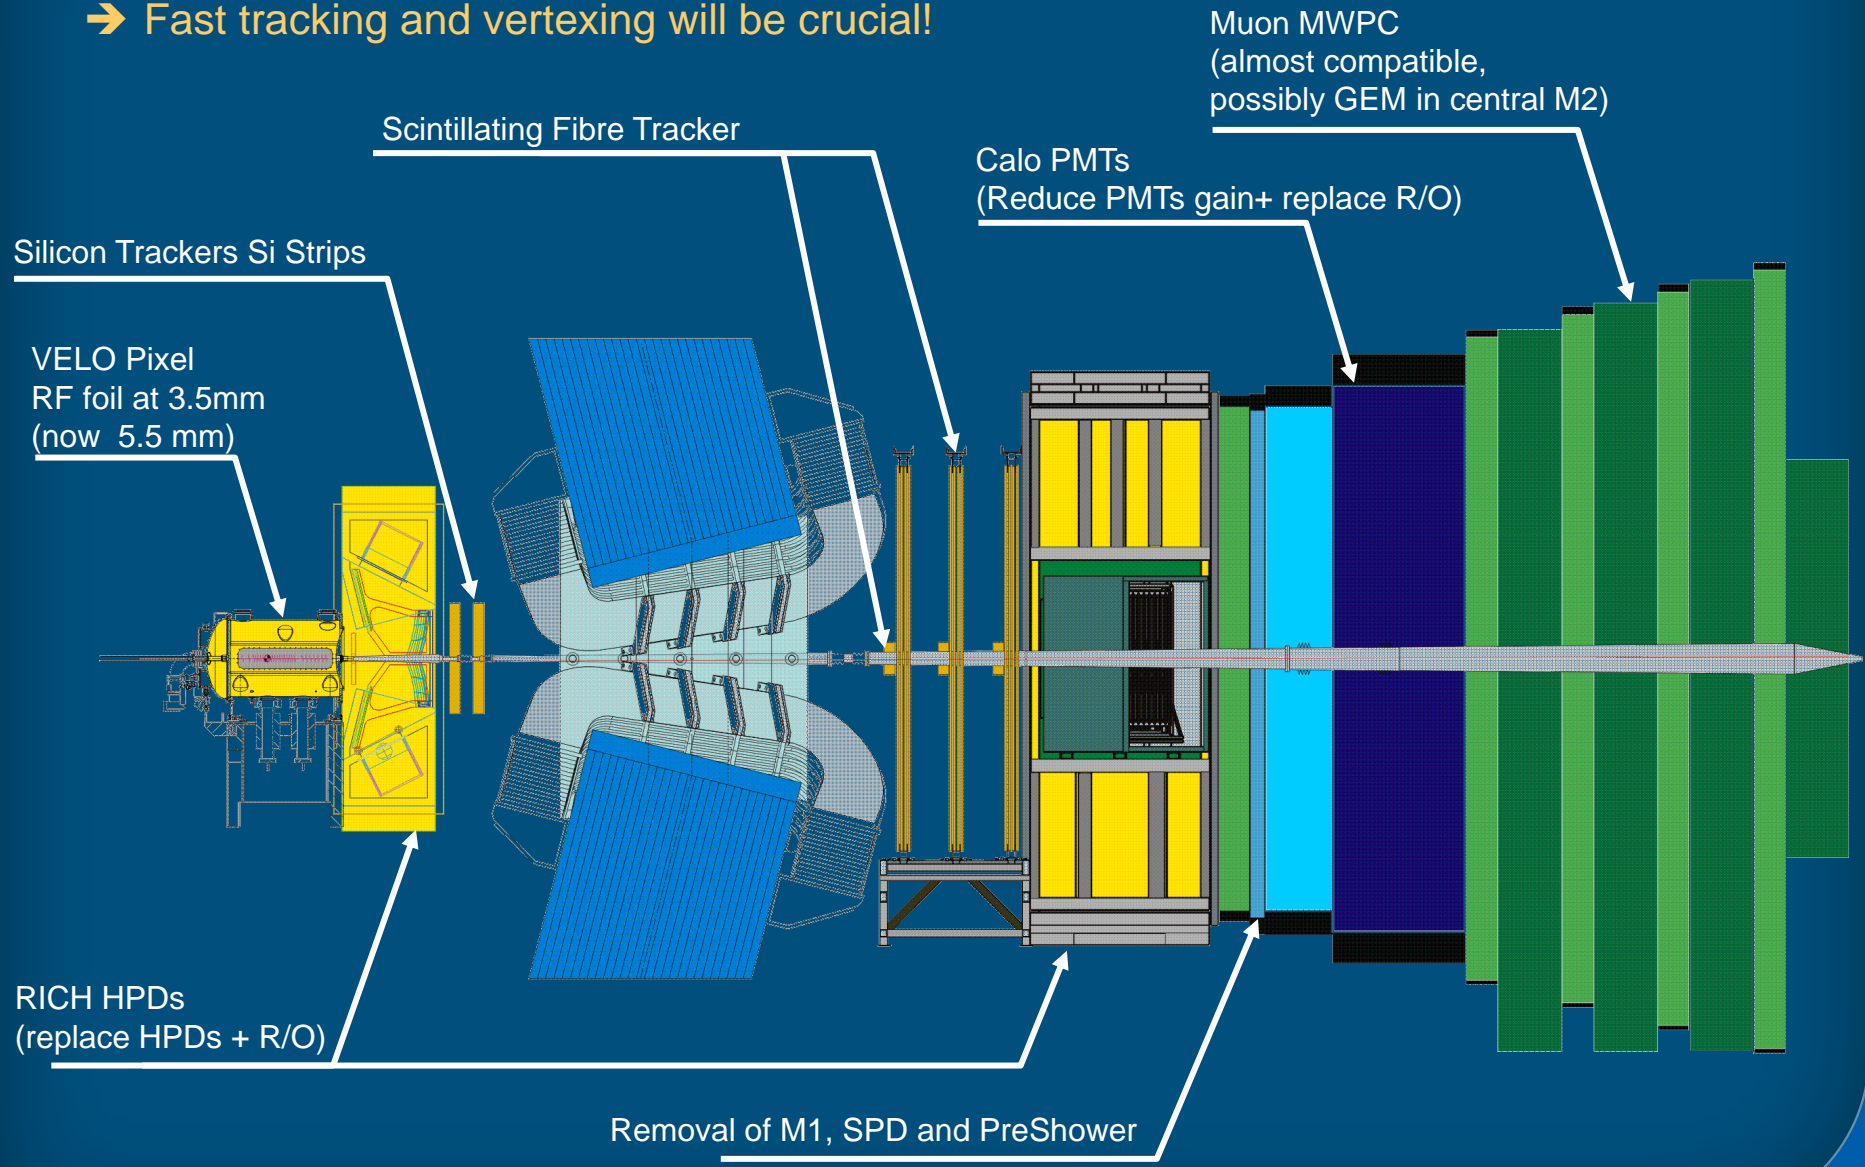 ➔ Fast tracking and vertexing will be crucial!
Muon MWPC
(almost compatible,
possibly GEM in central M2)
Scintillating Fibre Tracker
Calo PMTs
(Reduce PMTs gain+ replace R/O)
Silicon Trackers Si Strips
VELO Pixel
RF foil at 3.5mm
(now 5.5 mm)
RICH HPDs
(replace HPDs + R/O)
Removal of M1, SPD and PreShower